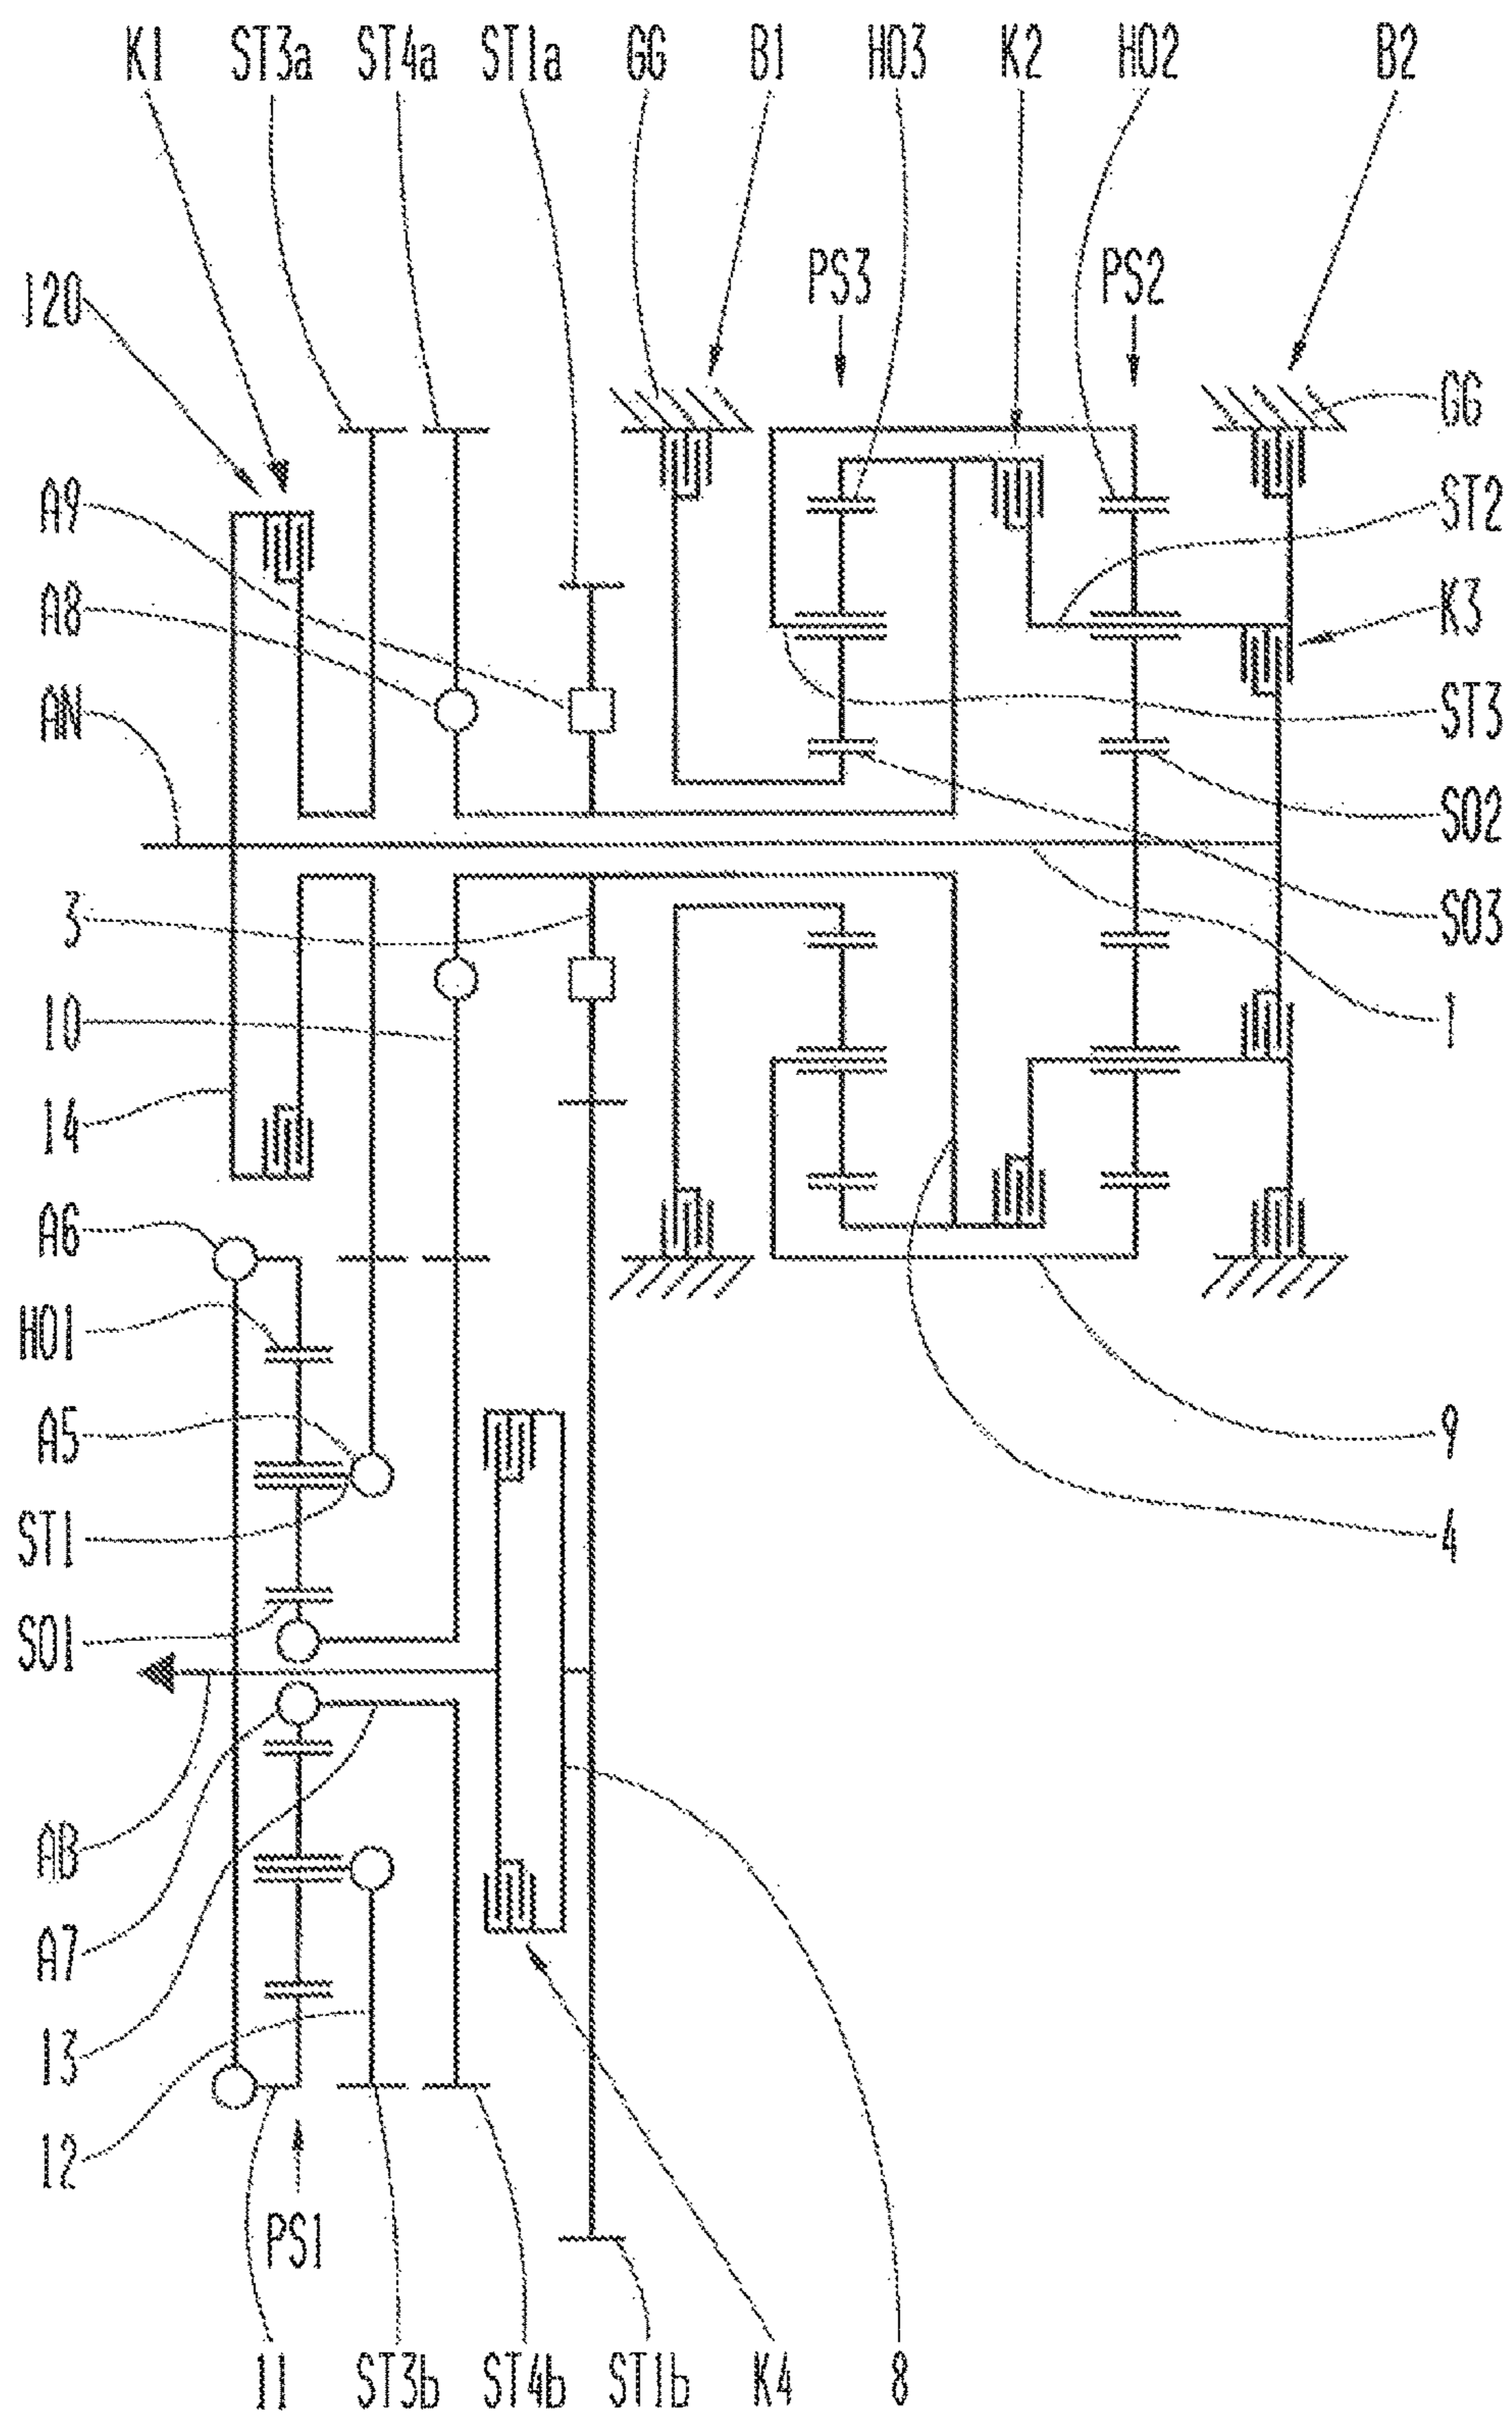 K1 ST3a ST4a ST1a GG B1 HO3 K2 HO2 B2
PS3 PS2
120
GG
A9
ST2
A8
K3
AN
ST3
SO2
3
SO3
10
1
14
A6
HO1
9
A5
4
ST1
SO1
AB
A7
13
12
PS1
11 ST3b ST4b ST1b K4 8